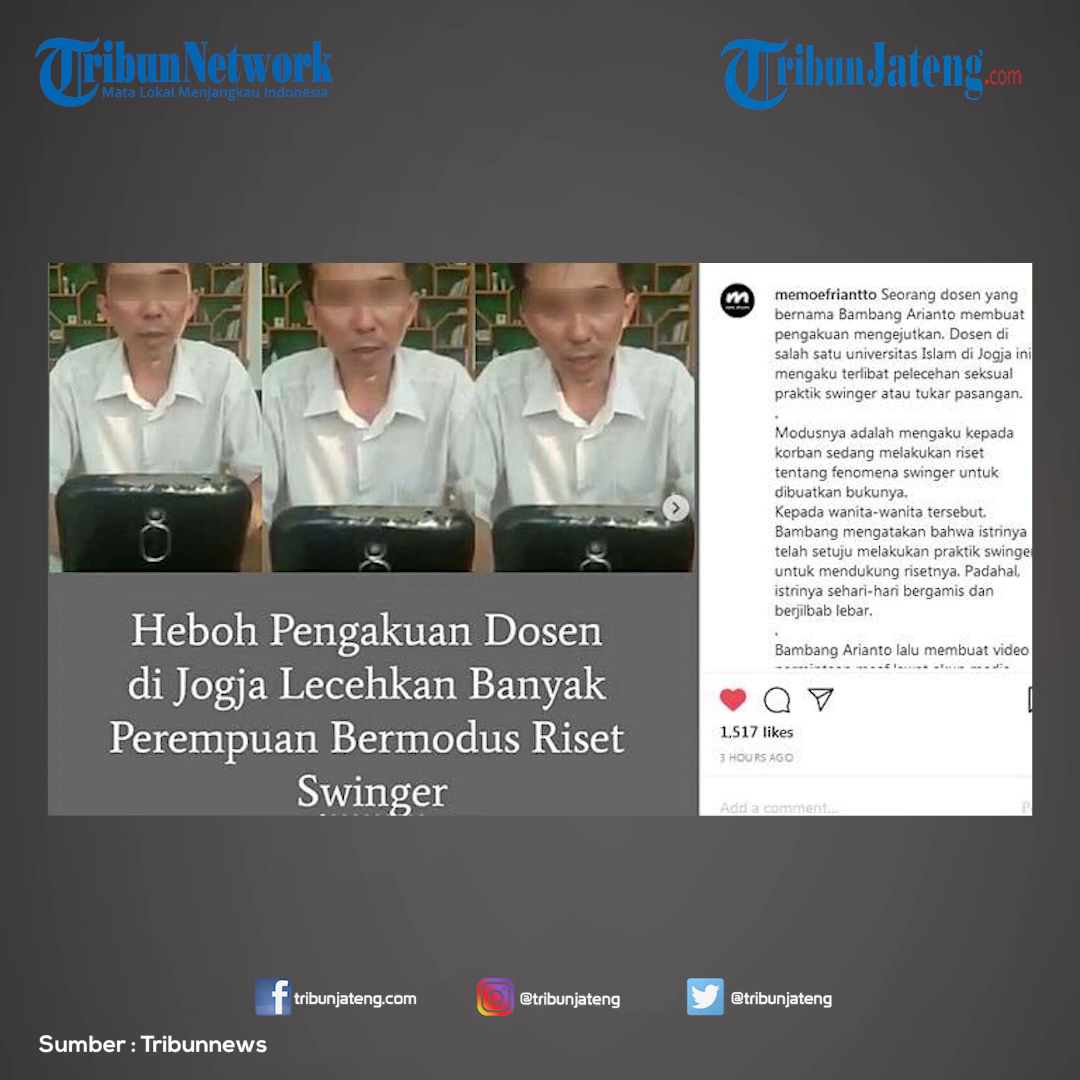 TribunNetwork
Mata Lokal Menjangkau Indonesia
TribunJateng.com
memoefriantto Seorang dosen yang
bernama Bambang Arianto membuat
pengakuan mengejutkan. Dosen di
salah satu universitas Islam di Jogja ini
mengaku terlibat pelecehan seksual
praktik swinger atau tukar pasangan.
.
Modusnya adalah mengaku kepada
korban sedang melakukan riset
tentang fenomena swinger untuk
dibuatkan bukunya.
Kepada wanita-wanita tersebut,
Bambang mengatakan bahwa istrinya
telah setuju melakukan praktik swinger
untuk mendukung risetnya. Padahal,
istrinya sehari-hari bergamis dan
berjilbab lebar.
.
Bambang Arianto lalu membuat video
1,517 likes
3 HOURS AGO
Add a comment...
Heboh Pengakuan Dosen
di Jogja Lecehkan Banyak
Perempuan Bermodus Riset
Swinger
tribunjateng.com
@tribunjateng
@tribunjateng
Sumber : Tribunnews